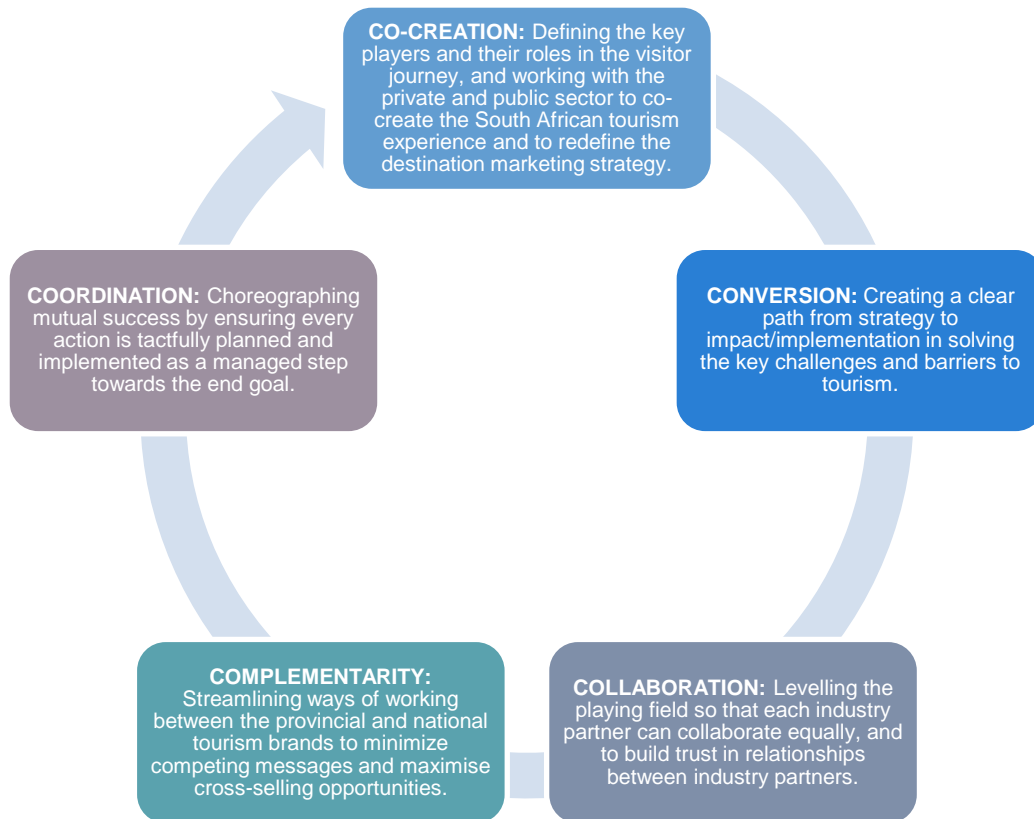 CO-CREATION: Defining the key
players and their roles in the visitor
journey, and working with the
private and public sector to co-
create the South African tourism
experience and to redefine the
destination marketing strategy.
CONVERSION: Creating a clear
path from strategy to
impact/implementation in solving
the key challenges and barriers to
tourism.
COLLABORATION: Levelling the
playing field so that each industry
partner can collaborate equally, and
to build trust in relationships
between industry partners.
COMPLEMENTARITY:
Streamlining ways of working
between the provincial and national
tourism brands to minimize
competing messages and maximise
cross-selling opportunities.
COORDINATION: Choreographing
mutual success by ensuring every
action is tactfully planned and
implemented as a managed step
towards the end goal.